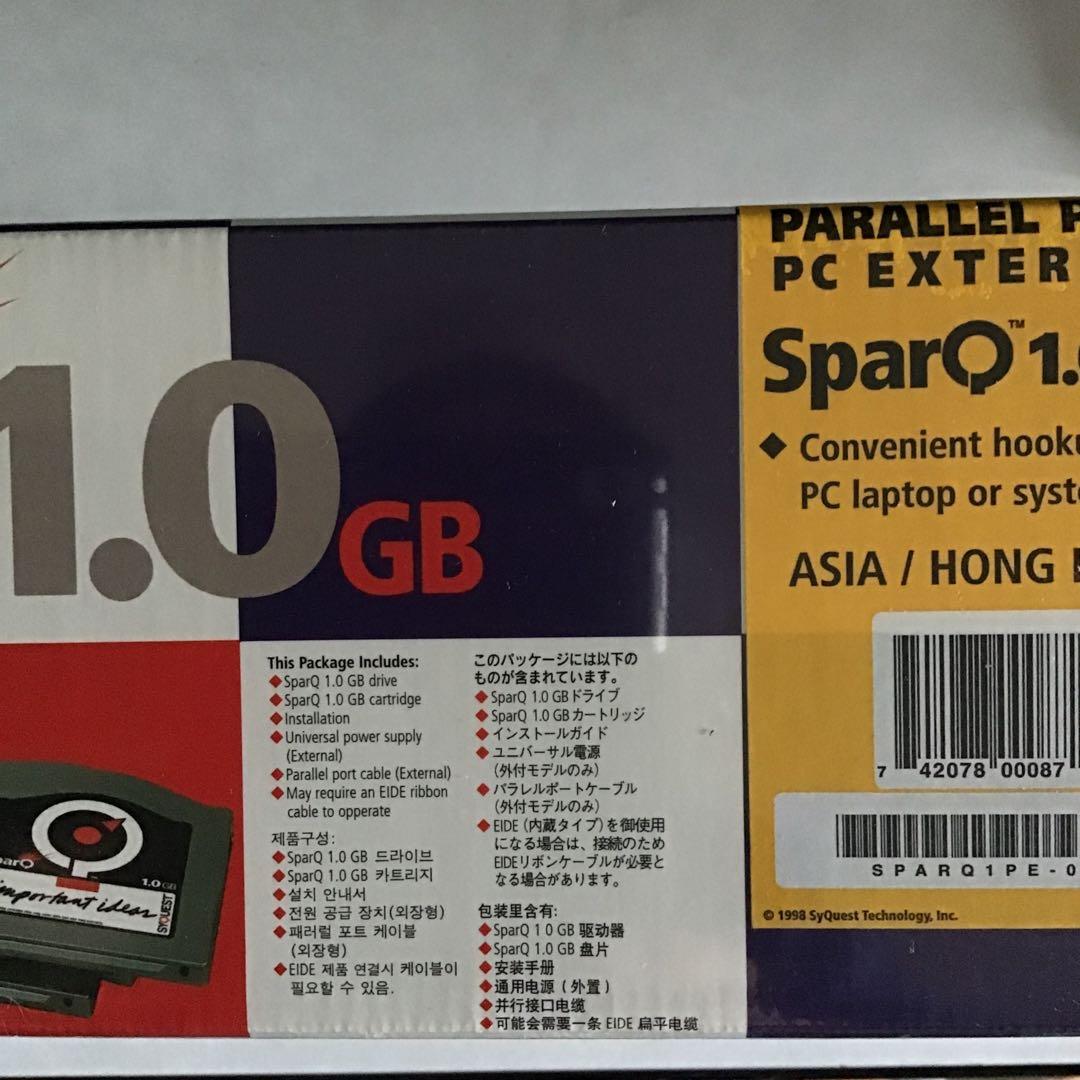 1.0GB
This Package Includes:
◆SparQ 1.0 GB drive
◆SparQ 1.0 GB cartridge
◆Installation
◆Universal power supply
(External)
◆Parallel port cable (External)
◆May require an EIDE ribbon
cable to opperate
제품구성:
◆SparQ 1.0 GB 드라이브
◆SparQ 1.0 GB 카트리지
◆설치 안내서
◆전원 공급 장치(외장형)
◆패러럴 포트 케이블
(외장형)
◆EIDE 제품 연결시 케이블이
필요할 수 있음.
このパッケージには以下の
ものが含まれています。
◆SparQ 1.0 GBドライブ
◆SparQ 1.0 GBカートリッジ
◆インストールガイド
◆ユニバーサル電源
（外付モデルのみ）
◆パラレルポートケーブル
（外付モデルのみ）
◆EIDE（内蔵タイプ）を御使用
になる場合は、接続のため
EIDEリボンケーブルが必要と
なる場合があります。
包装里含有:
◆SparQ 1 0 GB 驱动器
◆SparQ 1.0 GB 盘片
◆安装手册
◆通用电源（外置）
◆并行接口电缆
◆可能会需要一条 EIDE 扁平电缆
PARALLEL
PC EXTER
SparQ™ 1.
◆ Convenient hook
PC laptop or syst
ASIA / HONG
7 42078 00087
SPARQ1PE-0
© 1998 SyQuest Technology, Inc.
1.0 GB
important ideas
SYQUEST